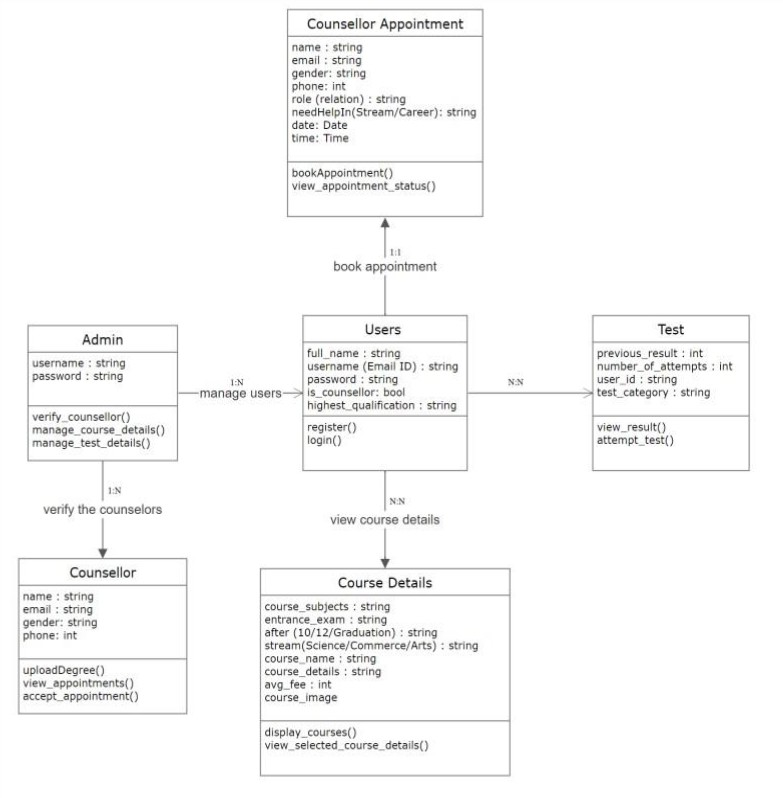 Counsellor Appointment
name : string
email : string
gender: string
phone: int
role (relation) : string
needHelpIn(Stream/Career): string
date: Date
time: Time
bookAppointment()
view_appointment_status()
1:1
book appointment
Admin
username : string
password : string
verify_counsellor()
manage_course_details()
manage_test_details()
1:N
manage users
Users
full_name : string
username (Email ID) : string
password : string
is_counsellor: bool
highest_qualification : string
register()
login()
N:N
Test
previous_result : int
number_of_attempts : int
user_id : string
test_category : string
view_result()
attempt_test()
1:N
verify the counselors
N:N
view course details
Counsellor
name : string
email : string
gender: string
phone: int
uploadDegree()
view_appointments()
accept_appointment()
Course Details
course_subjects : string
entrance_exam : string
after (10/12/Graduation) : string
stream(Science/Commerce/Arts) : string
course_name : string
course_details : string
avg_fee : int
course_image
display_courses()
view_selected_course_details()